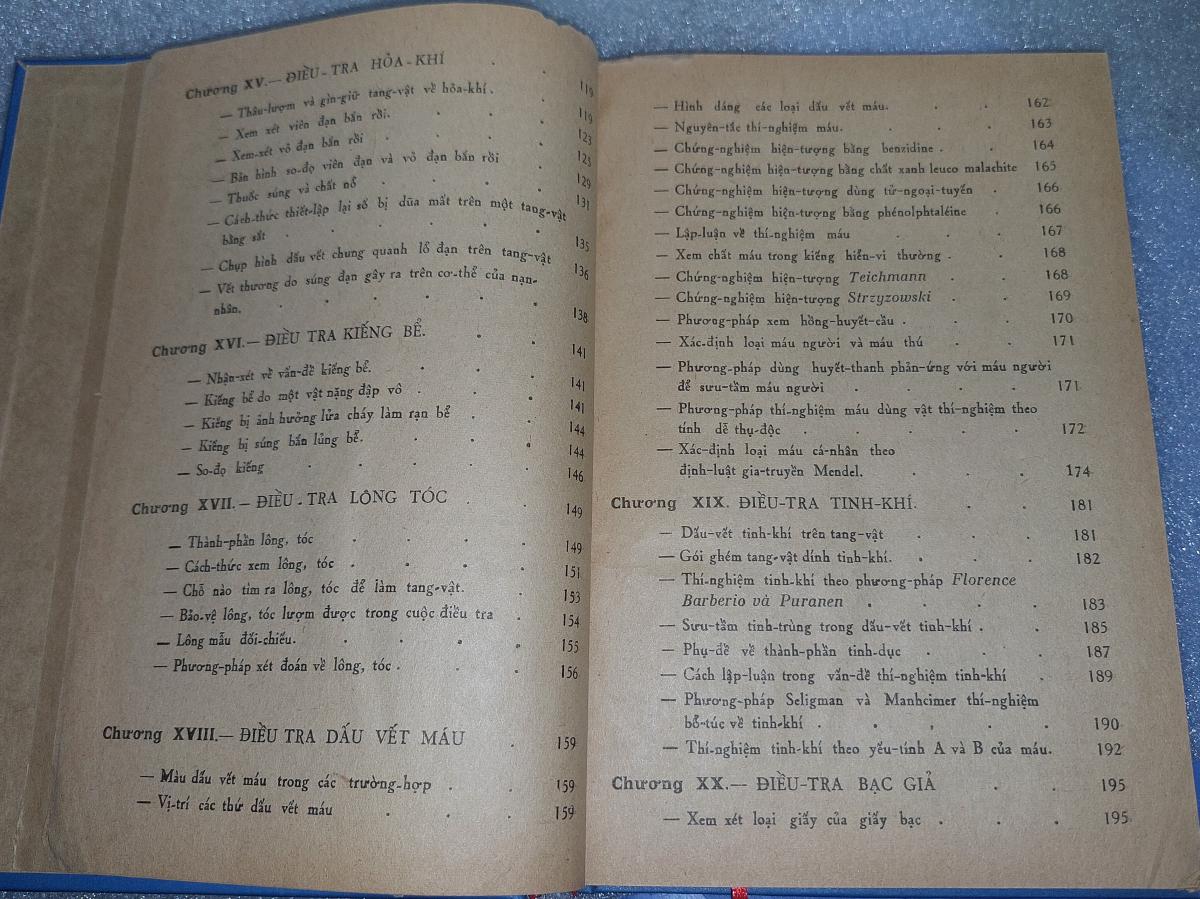 Chương XV.— ĐIỀU-TRA HỎA-KHÍ . . 119
— Thâu-lượm và gìn-giữ tang-vật về hỏa-khí. . . 119
— Xem xét viên đạn bắn rồi. . . . 123
— Xem-xét vỏ đạn bắn rồi . . . . 125
— Bản hình so-đọ viên đạn và vỏ đạn bắn rồi . 129
— Thuốc súng và chất nổ . . . . 131
— Cách-thức thiết-lập lại số bị dũa mất trên một tang-vật
bằng sắt . . . . . . 135
— Chụp hình dấu vết chung quanh lổ đạn trên tang-vật 136
— Vết thương do súng đạn gây ra trên cơ-thể của nạn-
nhân. . . . . . 138
Chương XVI.— ĐIỀU TRA KIẾNG BỂ. . . 141
— Nhận-xét về vấn-đề kiếng bể. . . . 141
— Kiếng bể do một vật nặng đập vô . . . 141
— Kiếng bị ảnh hưởng lửa cháy làm rạn bể . . 144
— Kiếng bị súng bắn lủng bể. . . . 144
— So-đọ kiếng . . . . . 146
Chương XVII.— ĐIỀU-TRA LÔNG TÓC . . 149
— Thành-phần lông, tóc . . . . 149
— Cách-thức xem lông, tóc . . . . 151
— Chỗ nào tìm ra lông, tóc để làm tang-vật. . . 153
— Bảo-vệ lông, tóc lượm được trong cuộc điều tra . 154
— Lông mẫu đối-chiếu. . . . . 155
— Phương-pháp xét đoán về lông, tóc . . . 156
Chương XVIII.— ĐIỀU TRA DẤU VẾT MÁU . 159
— Màu dấu vết máu trong các trường-hợp . . 159
— Vị-trí các thứ dấu vết máu . . . 159
— Hình dáng các loại dấu vết máu. . . 162
— Nguyên-tắc thí-nghiệm máu. . . . 163
— Chứng-nghiệm hiện-tượng bằng benzidine . . 164
— Chứng-nghiệm hiện-tượng bằng chất xanh leuco malachite 165
— Chứng-nghiệm hiện-tượng dùng tử-ngoại-tuyến . 166
— Chứng-nghiệm hiện-tượng bằng phénolphtaléine . 166
— Lập-luận về thí-nghiệm máu . . . 167
— Xem chất máu trong kiếng hiển-vi thường . . 168
— Chứng-nghiệm hiện-tượng Teichmann . 168
— Chứng-nghiệm hiện-tượng Strzyzowski . . 169
— Phương-pháp xem hồng-huyết-cầu . . . 170
— Xác-định loại máu người và máu thú . . 171
— Phương-pháp dùng huyết-thanh phản-ứng với máu người
để sưu-tầm máu người . . . . 171
— Phương-pháp thí-nghiệm máu dùng vật thí-nghiệm theo
tính dễ thụ-độc . . . . . 172
— Xác-định loại máu cá-nhân theo
định-luật gia-truyền Mendel. . . . 174
Chương XIX. ĐIỀU-TRA TINH-KHÍ. . . 181
— Dấu-vết tinh-khí trên tang-vật . . . 181
— Gói ghém tang-vật dính tinh-khí. . . . 182
— Thí-nghiệm tinh-khí theo phương-pháp Florence
Barberio và Puranen . . . . 183
— Sưu-tầm tinh-trùng trong dấu-vết tinh-khí . . 185
— Phụ-đề về thành-phần tinh-dục . . . 187
— Cách lập-luận trong vấn-đề thí-nghiệm tinh-khí . 189
— Phương-pháp Seligman và Manheimer thí-nghiệm
bổ-túc về tinh-khí . . . . . 190
— Thí-nghiệm tinh-khí theo yếu-tính A và B của máu. 192
Chương XX.— ĐIỀU-TRA BẠC GIẢ . . 195
— Xem xét loại giấy của giấy bạc . . . 195